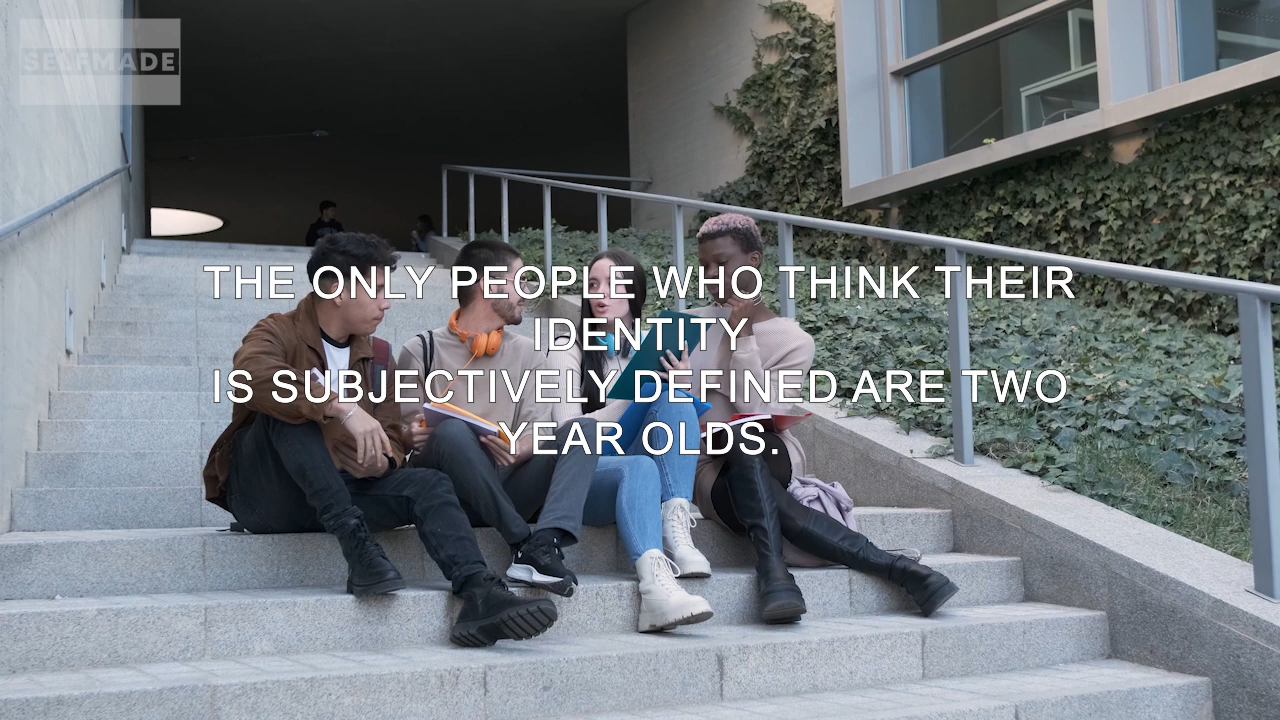 SELFMADE
THE ONLY PEOPLE WHO THINK THEIR
IDENTITY
IS SUBJECTIVELY DEFINED ARE TWO
YEAR OLDS.